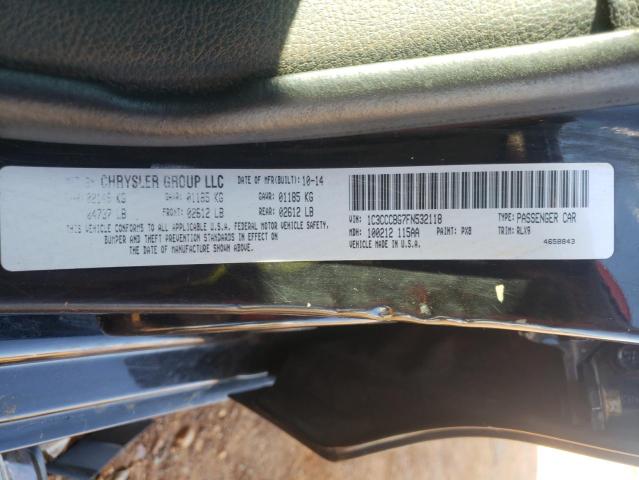 CHRYSLER GROUP LLC DATE OF MFR(BUILT): 10-14
KG GAWR: 01185 KG GAWR: 01185 KG
LB FRONT: 02612 LB REAR: 02612 LB
THIS VEHICLE CONFORMS TO ALL APPLICABLE U.S.A. FEDERAL MOTOR VEHICLE SAFETY,
BUMPER AND THEFT PREVENTION STANDARDS IN EFFECT ON
THE DATE OF MANUFACTURE SHOWN ABOVE.
VIN: 1C3CCCBG7FN532118 TYPE: PASSENGER CAR
MDH: 100212 115AA PAINT: PX8 TRIM: RLX9
VEHICLE MADE IN U.S.A. 4658843